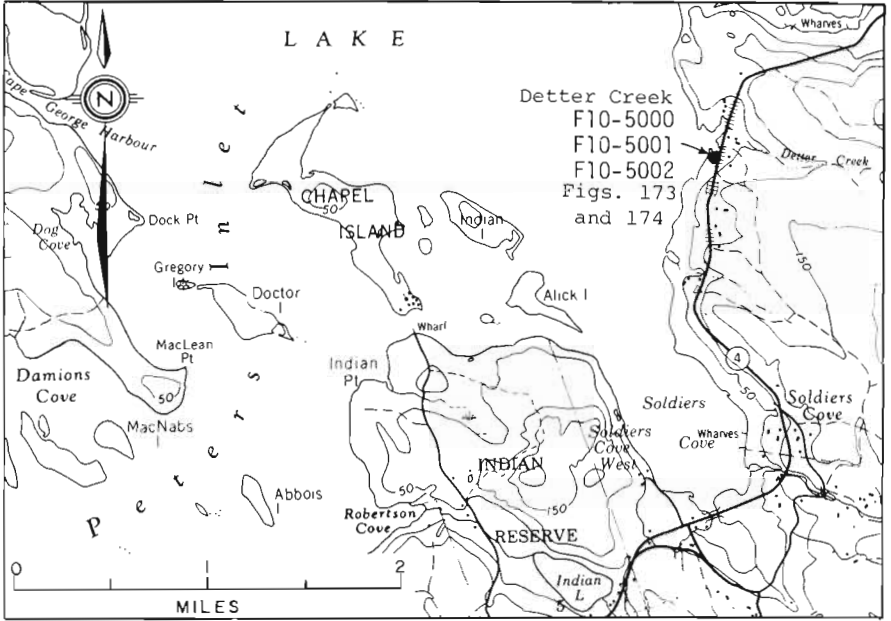 LAKE
Wharves
N
Cape George Harbour
Detter Creek
F10-5000
F10-5001
F10-5002
Figs. 173
and 174
Detter Creek
CHAPEL
50
ISLAND
Indian
I
Dock Pt
Dog
Cove
Inlet
Gregory
I
Doctor
I
Alick I
150
MacLean
Pt
Wharf
4
Indian
Pt
Damions
Cove
50
50
Soldiers
Cove
Soldiers
Cove
Wharves
MacNabs
I
Soldiers
Cove
West
INDIAN
Peters
Abbois
I
50
150
Robertson
Cove
RESERVE
0
1
2
MILES
Indian
L